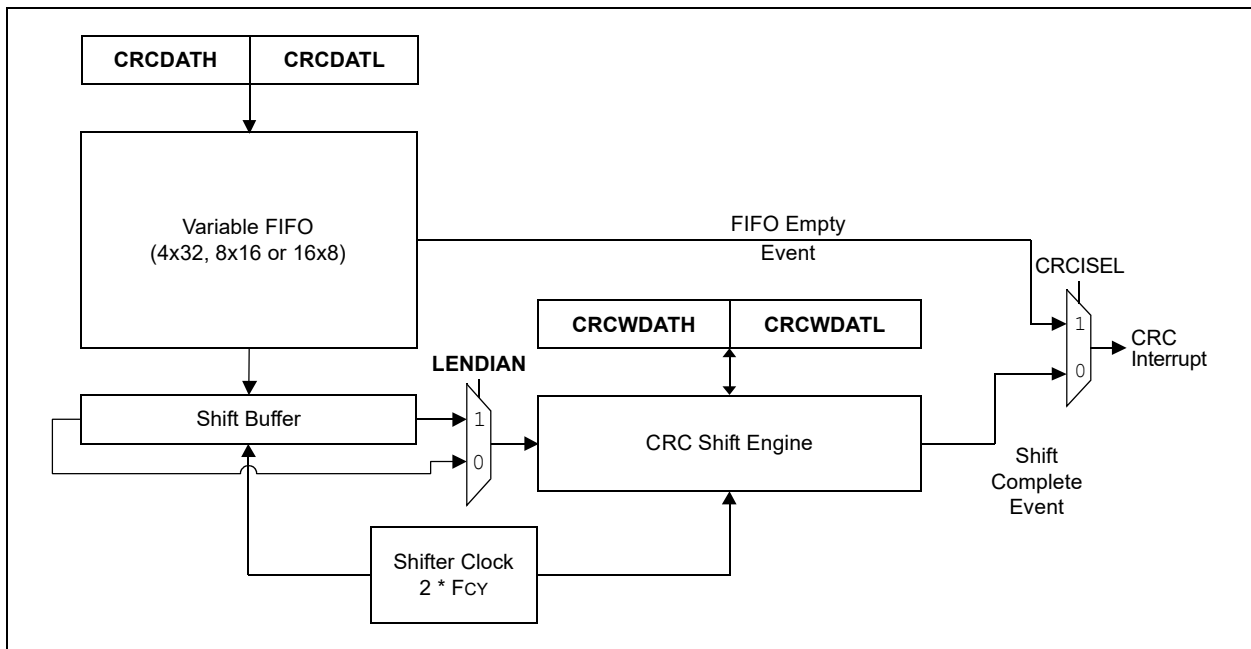 CRCDATH CRCDATL
Variable FIFO
(4x32, 8x16 or 16x8)
FIFO Empty
Event
CRCISEL
1
CRC
Interrupt
0
CRCWDATH CRCWDATL
LENDIAN
Shift Buffer
1
0
CRC Shift Engine
Shift
Complete
Event
Shifter Clock
2 * FCY